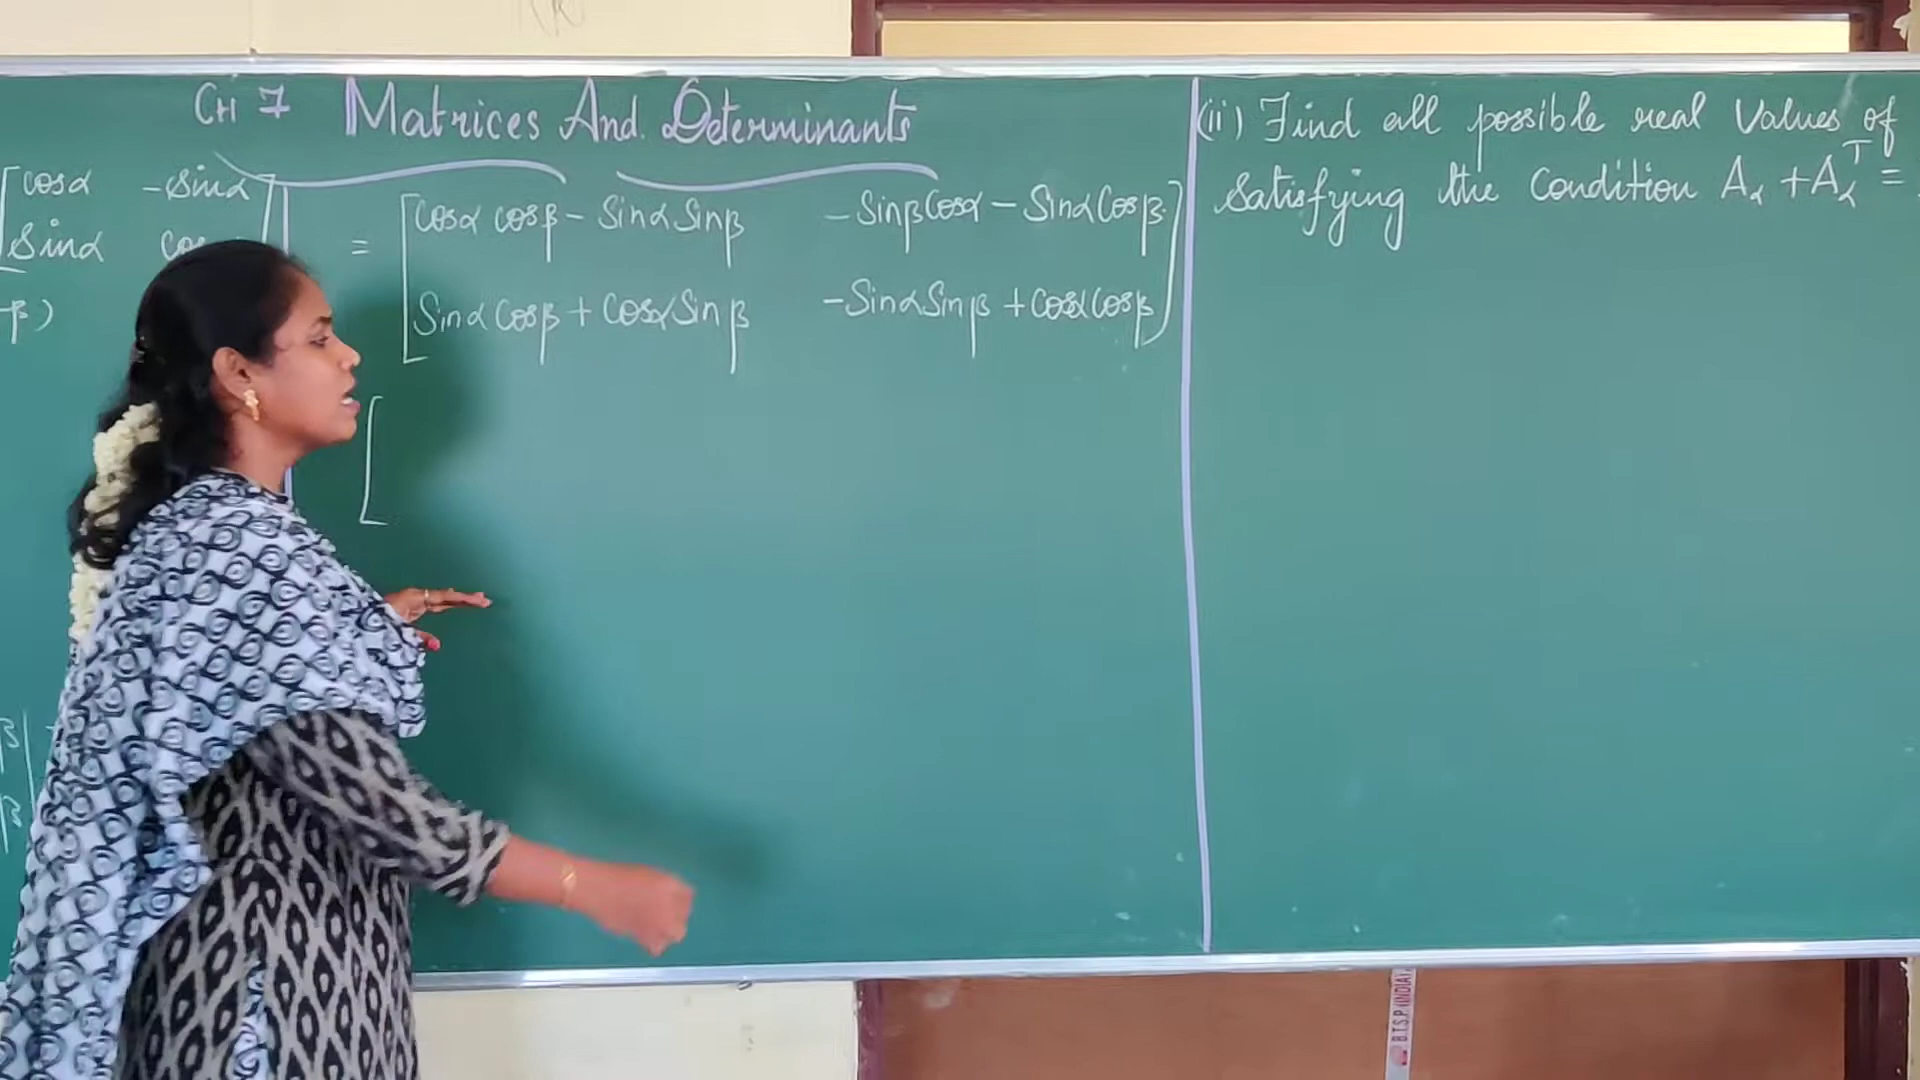 CH 7 Matrices And Determinants
[cosα -sinα]
[sinα
β)
= [cosα cosβ - sinα sinβ   -sinβ cosα - sinα cosβ]
[sinα cosβ + cosα sinβ   -sinα sinβ + cosα cosβ]
[
(ii) Find all possible real Values of
satisfying the Condition Aα + Aα^T =
B.T.S.P. (INDIA)